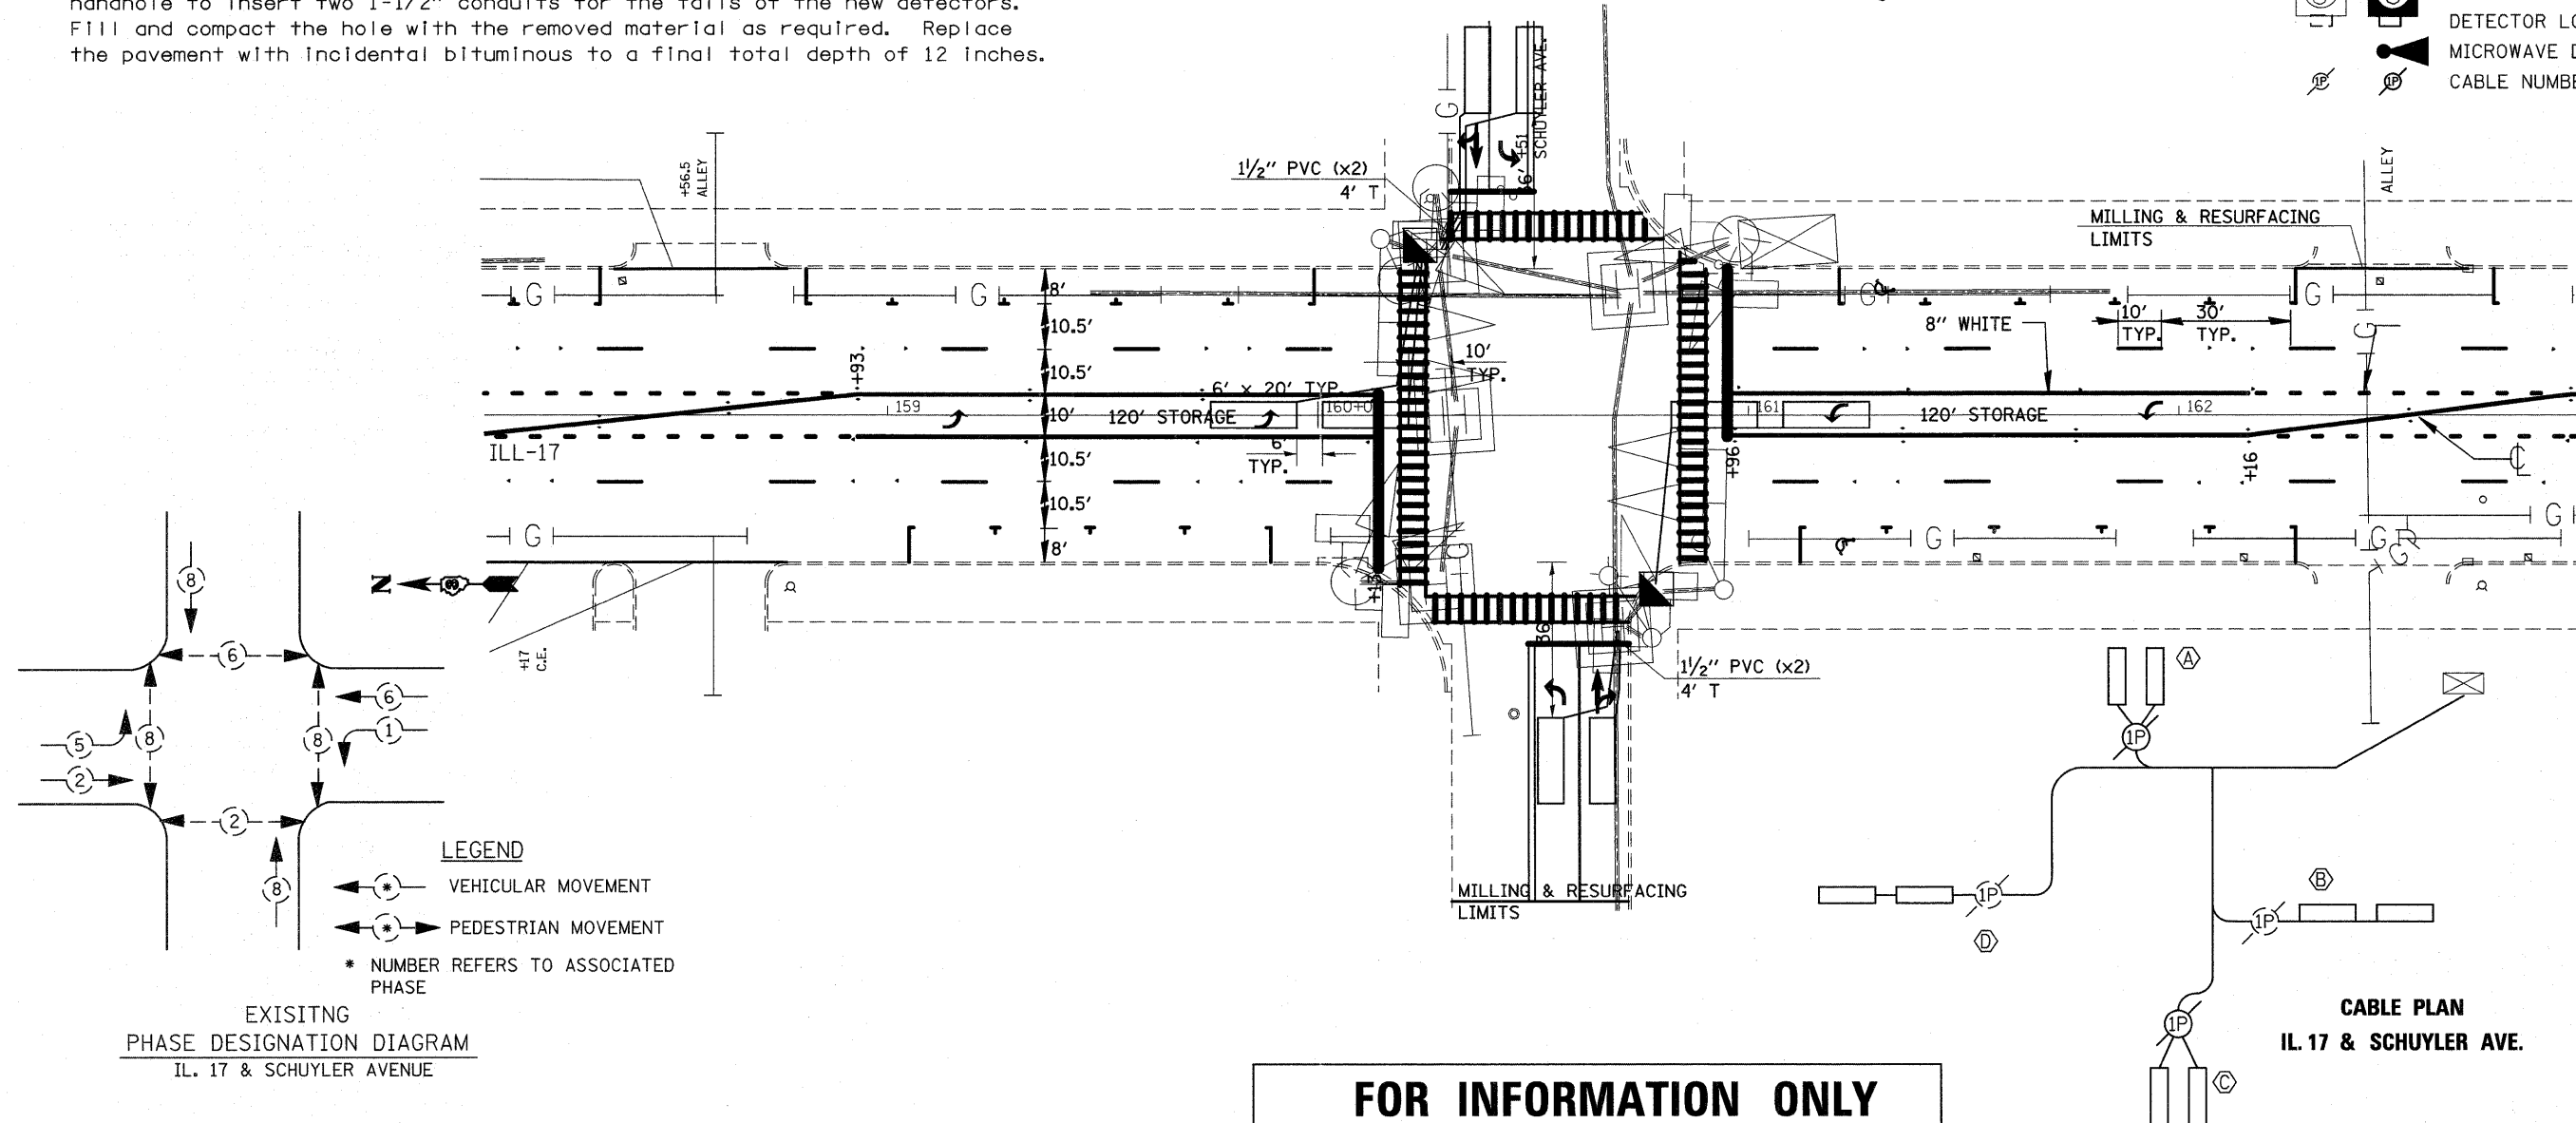 handhole to insert two 1-1/2" conduits for the tails of the new detectors.
Fill and compact the hole with the removed material as required. Replace
the pavement with incidental bituminous to a final total depth of 12 inches.
DETECTOR LO
MICROWAVE D
1P
1P
CABLE NUMBE
SCHUYLER AVE.
+51
36'
G
1½" PVC (x2)
4' T
+56.5
ALLEY
ALLEY
MILLING & RESURFACING
LIMITS
G
G
8'
G
G
10.5'
10'
TYP.
30'
TYP.
8" WHITE
G
+93.
10.5'
10'
TYP.
6' x 20' TYP.
159
10'
120' STORAGE
160+0
161
120' STORAGE
162
ILL-17
6'
TYP.
10.5'
+96
+16
10.5'
G
8'
G
G
G
G
G
N
+13
36'
+17
C.E.
1½" PVC (x2)
4' T
8
6
6
5
8
8
1
2
2
8
LEGEND
* VEHICULAR MOVEMENT
* PEDESTRIAN MOVEMENT
* NUMBER REFERS TO ASSOCIATED
PHASE
EXISITNG
PHASE DESIGNATION DIAGRAM
IL. 17 & SCHUYLER AVENUE
MILLING & RESURFACING
LIMITS
A
1P
B
1P
1P
D
1P
C
CABLE PLAN
IL. 17 & SCHUYLER AVE.
FOR INFORMATION ONLY